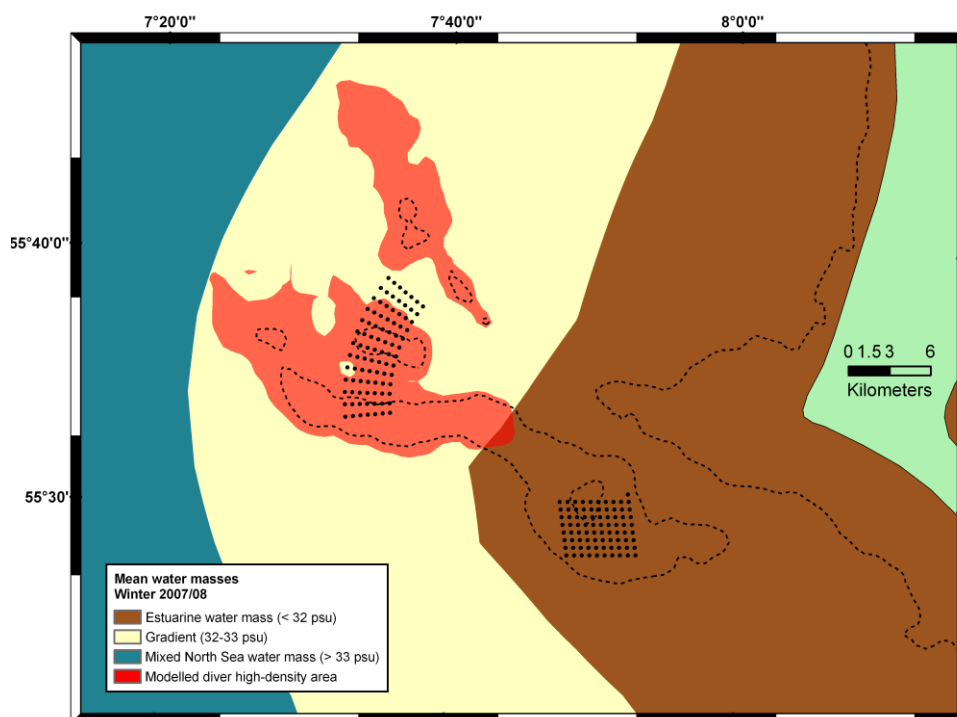 7°20'0"
7°40'0"
8°0'0"
55°40'0"
55°30'
0 1.5 3 6
Kilometers
Mean water masses
Winter 2007/08
Estuarine water mass (< 32 psu)
Gradient (32-33 psu)
Mixed North Sea water mass (> 33 psu)
Modelled diver high-density area